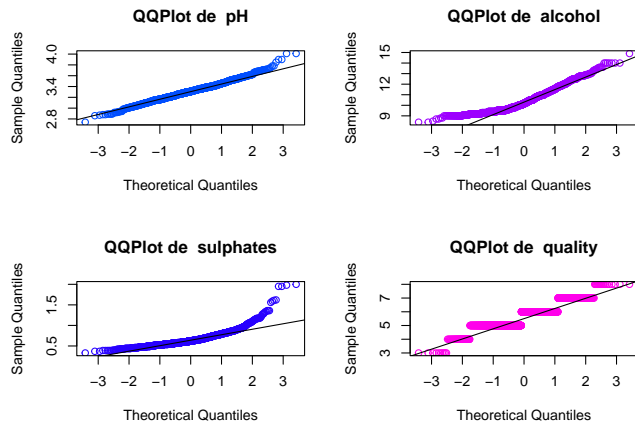 QQPlot de  pH
Sample Quantiles
4.0
3.4
2.8
−3 −2 −1 0 1 2 3
Theoretical Quantiles
QQPlot de  alcohol
Sample Quantiles
15
9
−3 −2 −1 0 1 2 3
Theoretical Quantiles
QQPlot de  sulphates
Sample Quantiles
1.5
0.5
−3 −2 −1 0 1 2 3
Theoretical Quantiles
QQPlot de  quality
Sample Quantiles
7
5
3
−3 −2 −1 0 1 2 3
Theoretical Quantiles